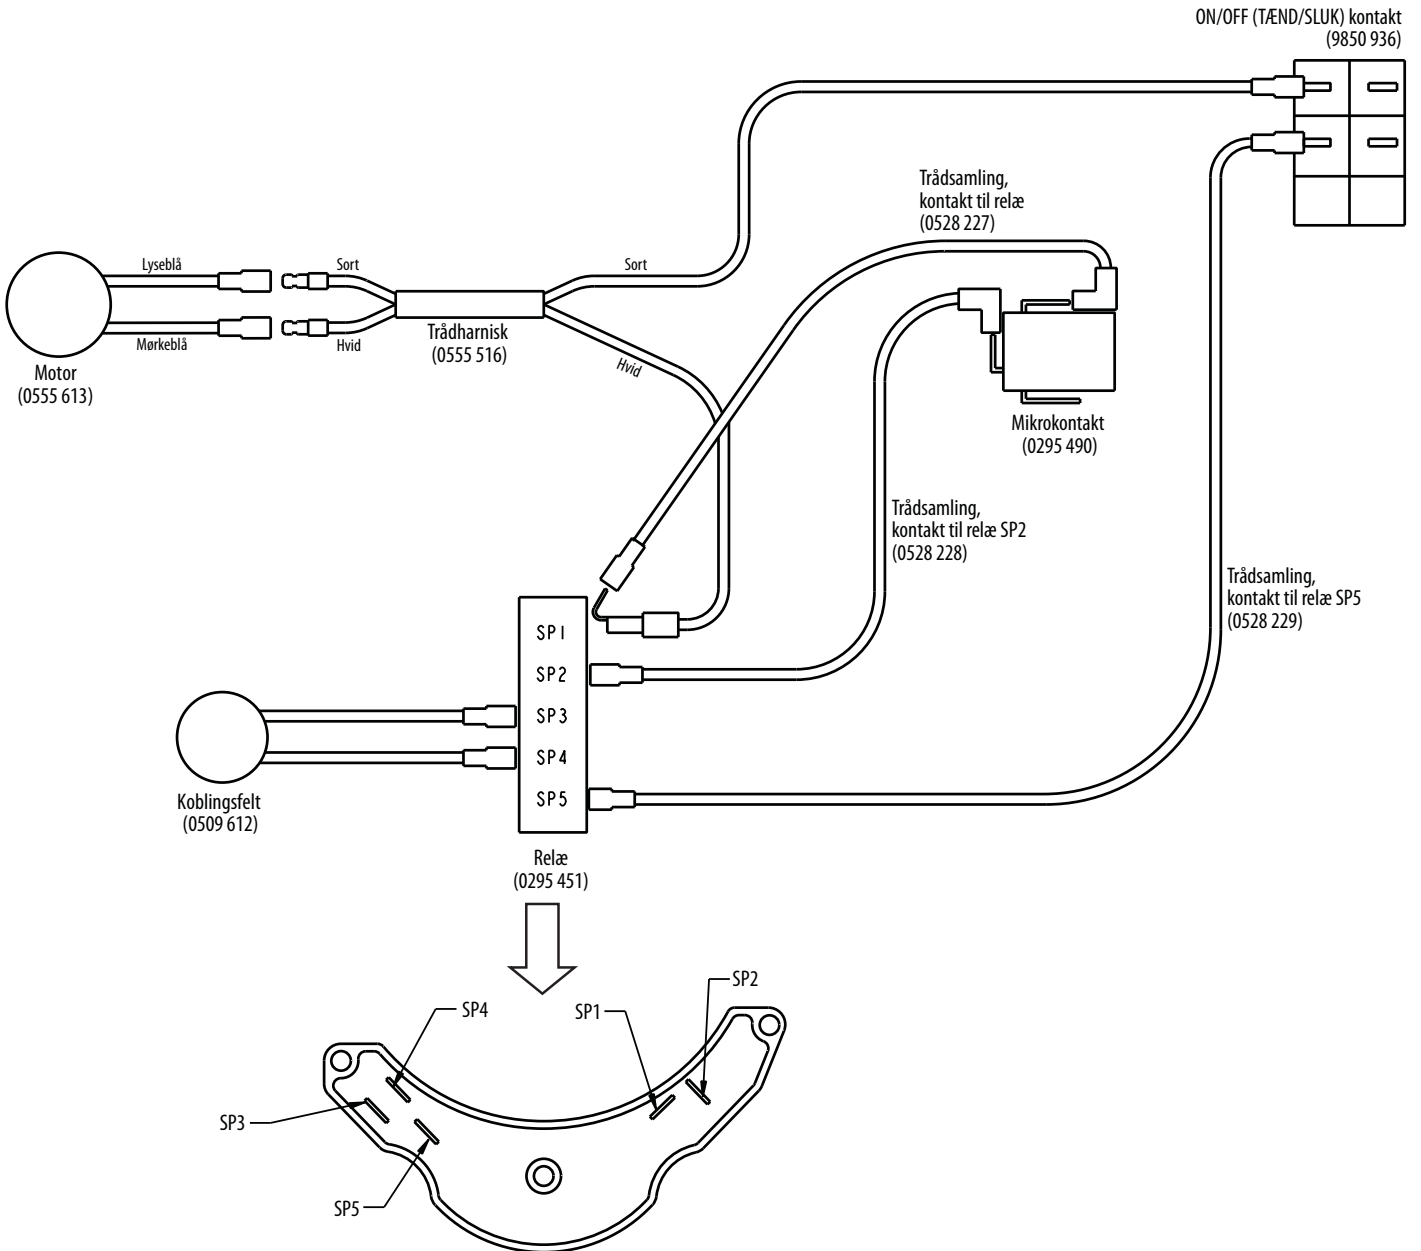 ON/OFF (TÆND/SLUK) kontakt
(9850 936)
Trådsamling,
kontakt til relæ
(0528 227)
Lyseblå
Sort
Sort
Mørkeblå
Hvid
Trådharnisk
(0555 516)
Hvid
Motor
(0555 613)
Mikrokontakt
(0295 490)
Trådsamling,
kontakt til relæ SP2
(0528 228)
Trådsamling,
kontakt til relæ SP5
(0528 229)
SP1
SP2
SP3
SP4
SP5
Koblingsfelt
(0509 612)
Relæ
(0295 451)
SP2
SP4
SP1
SP3
SP5